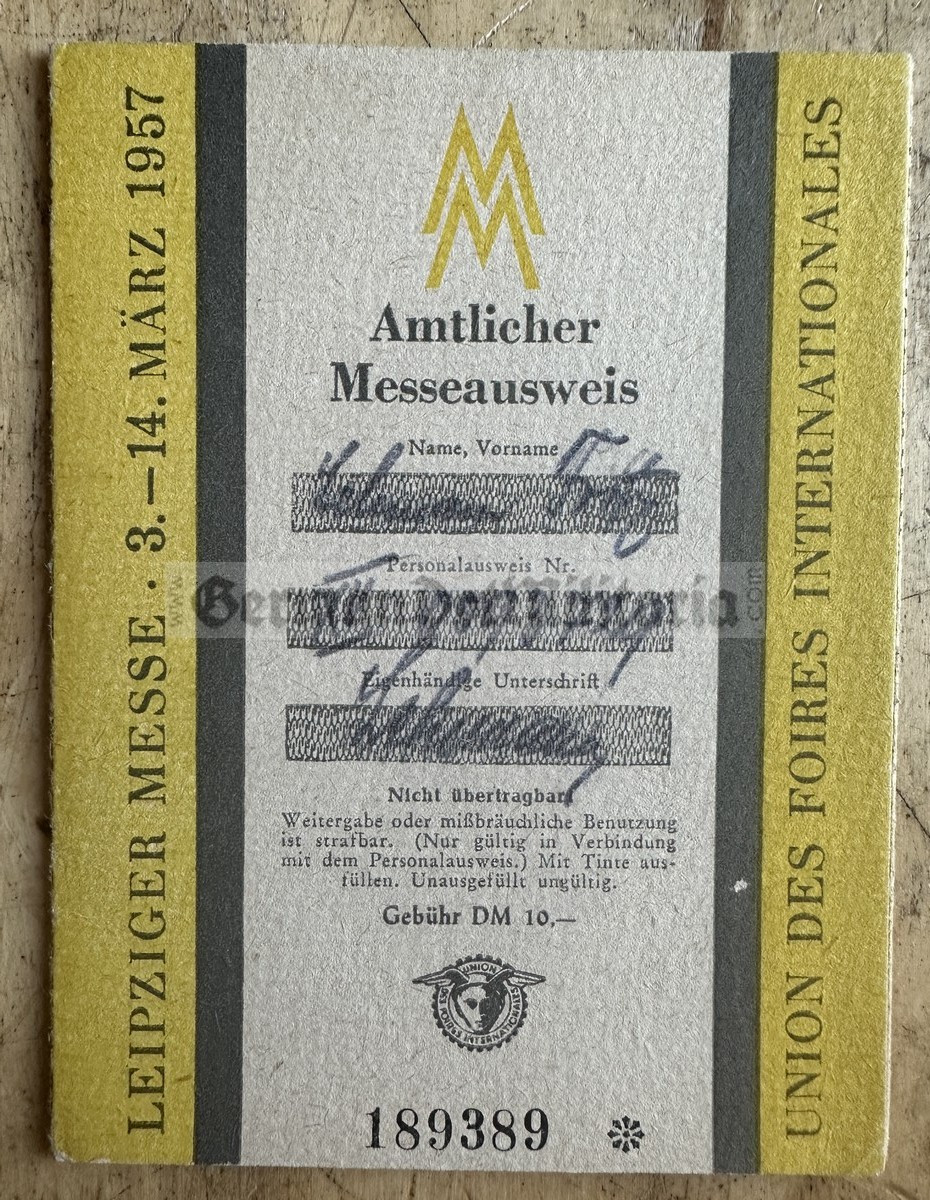 LEIPZIGER MESSE · 3.—14. MÄRZ 1957
MM
Amtlicher
Messeausweis
Name, Vorname
Personalausweis Nr.
Eigenhändige Unterschrift
Nicht übertragbar!
Weitergabe oder mißbräuchliche Benutzung
ist strafbar. (Nur gültig in Verbindung
mit dem Personalausweis.) Mit Tinte aus-
füllen. Unausgefüllt ungültig.
Gebühr DM 10,—
UNION
DES FOIRES INTERNATIONALES
189389
UNION DES FOIRES INTERNATIONALES